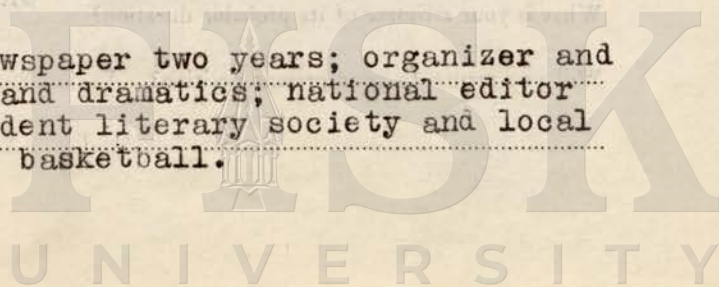 wspaper two years; organizer and
and dramatics; national editor
dent literary society and local
basketball.
FISK
UNIVERSITY